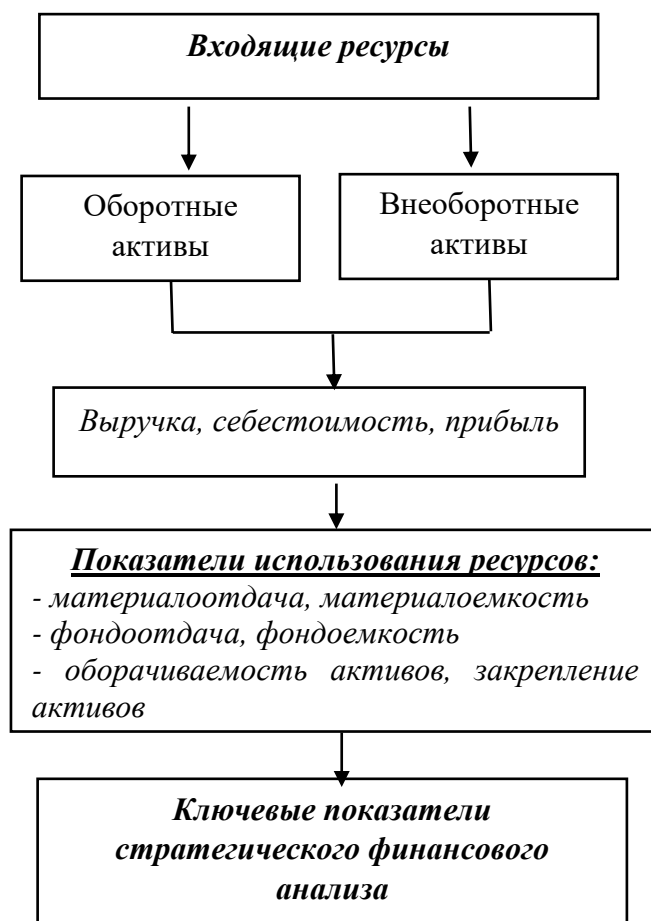 Входящие ресурсы
Оборотные
активы
Внеоборотные
активы
Выручка, себестоимость, прибыль
Показатели использования ресурсов:
- материалоотдача, материалоемкость
- фондоотдача, фондоемкость
- оборачиваемость активов, закрепление
активов
Ключевые показатели
стратегического финансового
анализа